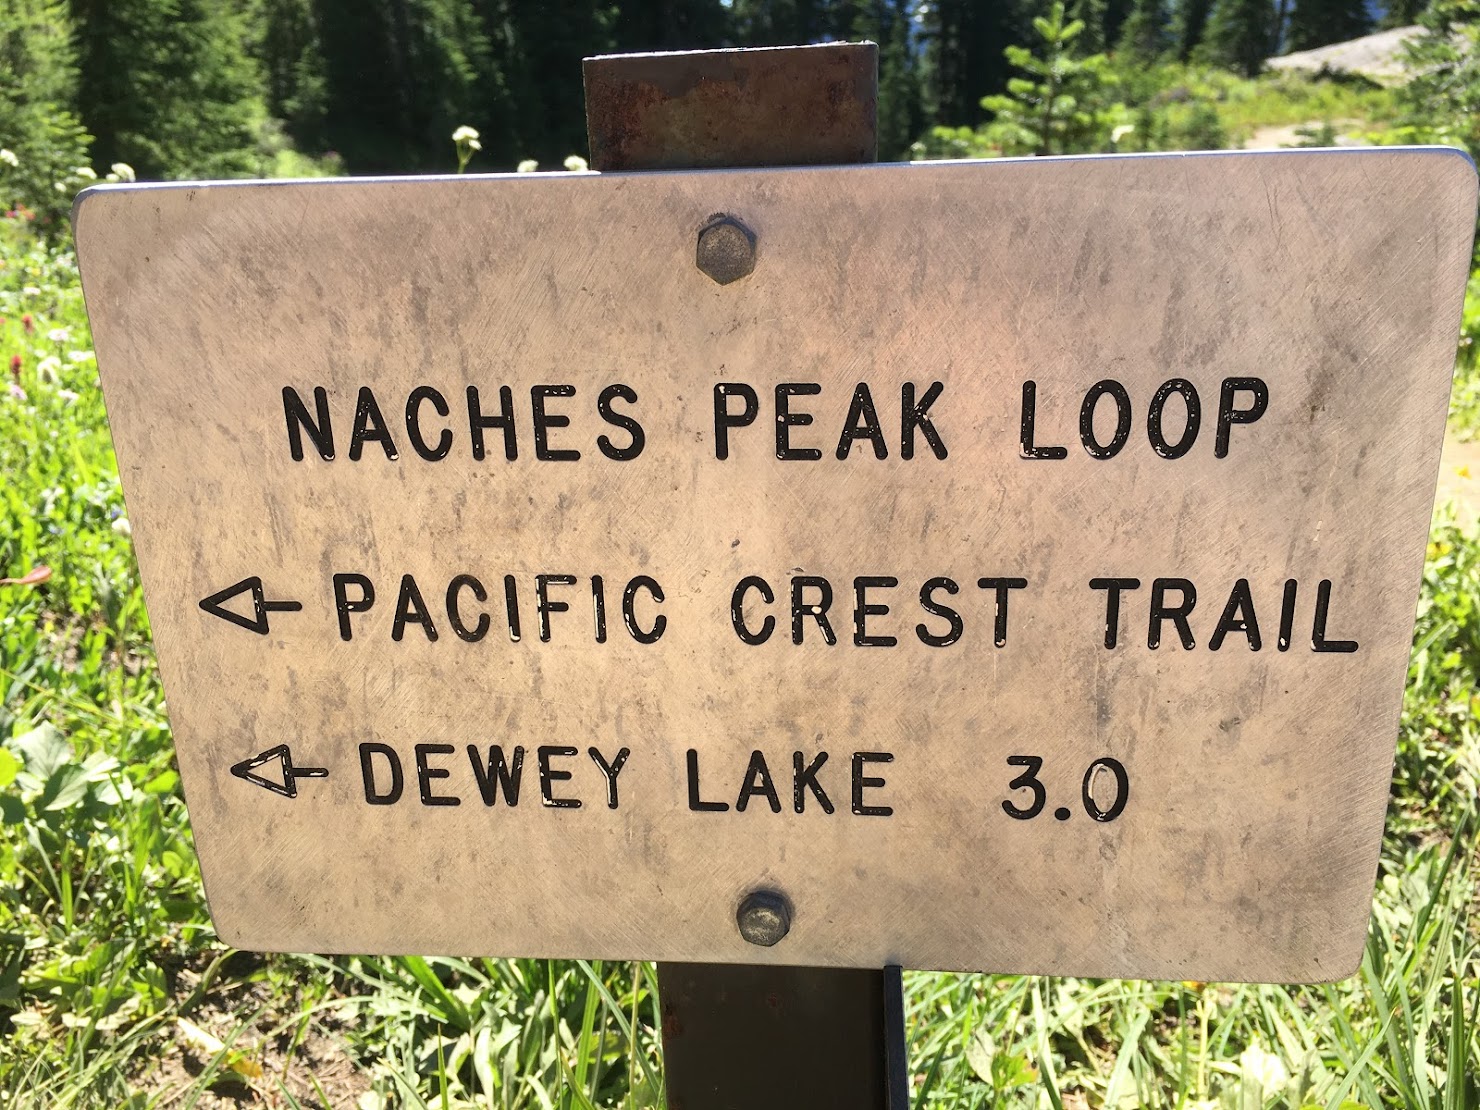 NACHES PEAK LOOP
PACIFIC CREST TRAIL
DEWEY LAKE 3.0